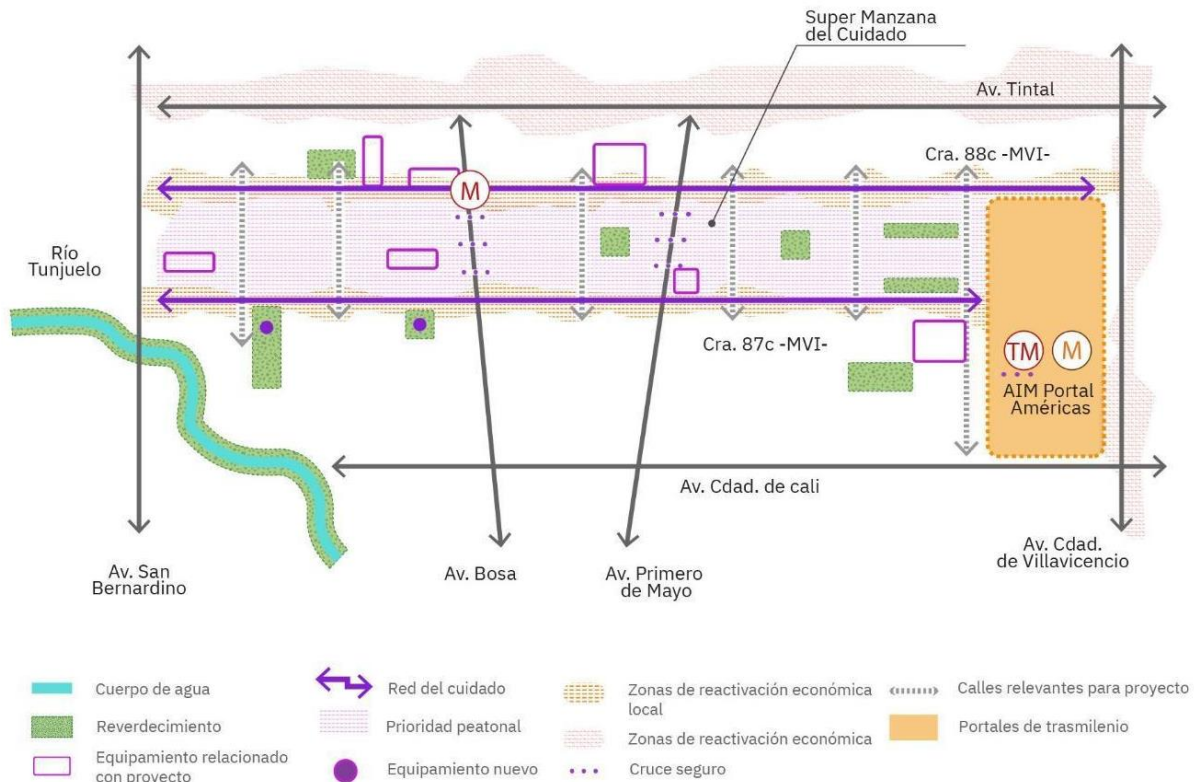 Super Manzana
del Cuidado
Av. Tintal
Cra. 88c -MVI-
M
Río
Tunjuelo
Cra. 87c -MVI-
TM M
AIM Portal
Américas
Av. Cdad. de cali
Av. San
Bernardino
Av. Bosa
Av. Primero
de Mayo
Av. Cdad.
de Villavicencio
Cuerpo de agua
Red del cuidado
Zonas de reactivación económica
local
Calles relevantes para proyecto
Reverdecimiento
Prioridad peatonal
Zonas de reactivación económica
Portales de trasmilenio
Equipamiento relacionado
con proyecto
Equipamiento nuevo
Cruce seguro